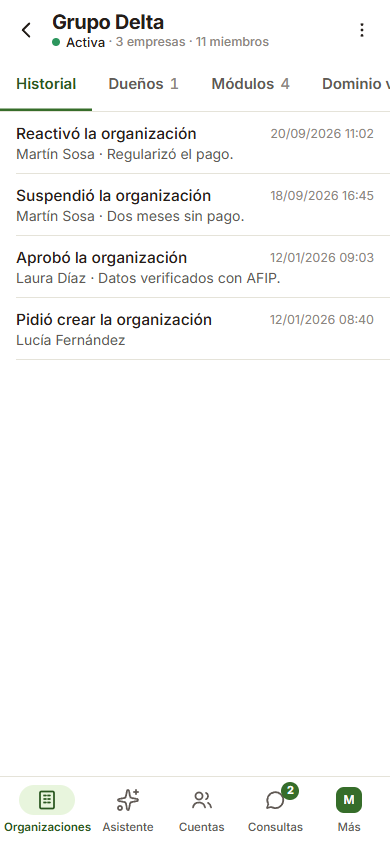 Grupo Delta
Activa · 3 empresas · 11 miembros
Historial Dueños 1 Módulos 4 Dominio v
Reactivó la organización 20/09/2026 11:02
Martín Sosa · Regularizó el pago.
Suspendió la organización 18/09/2026 16:45
Martín Sosa · Dos meses sin pago.
Aprobó la organización 12/01/2026 09:03
Laura Díaz · Datos verificados con AFIP.
Pidió crear la organización 12/01/2026 08:40
Lucía Fernández
2 M
Organizaciones Asistente Cuentas Consultas Más